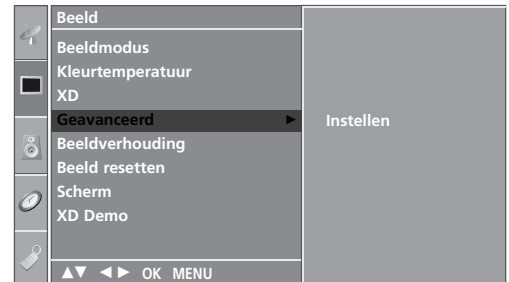 Beeld
Beeldmodus
Kleurtemperatuur
XD
Geavanceerd ► Instellen
Beeldverhouding
Beeld resetten
Scherm
XD Demo
▲▼ ◄► OK MENU